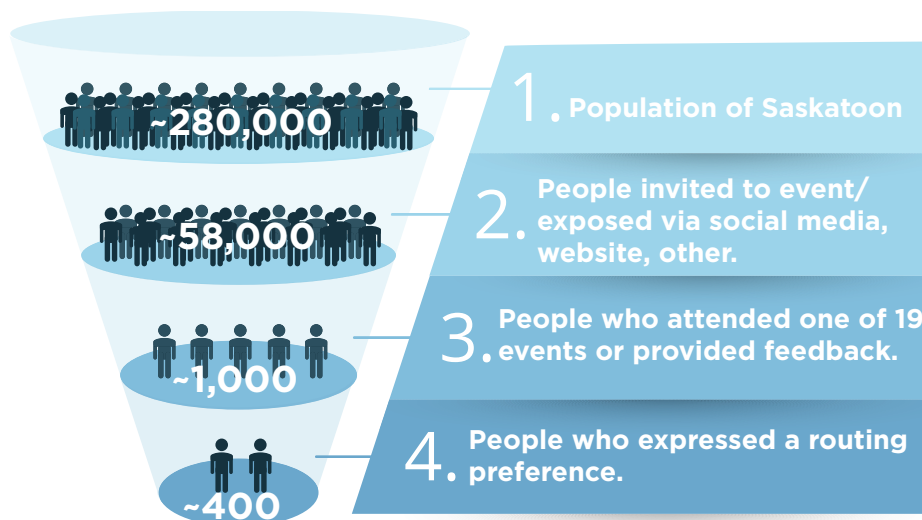 ~280,000
1. Population of Saskatoon
~58,000
2. People invited to event/
exposed via social media,
website, other.
~1,000
3. People who attended one of 19
events or provided feedback.
~400
4. People who expressed a routing
preference.